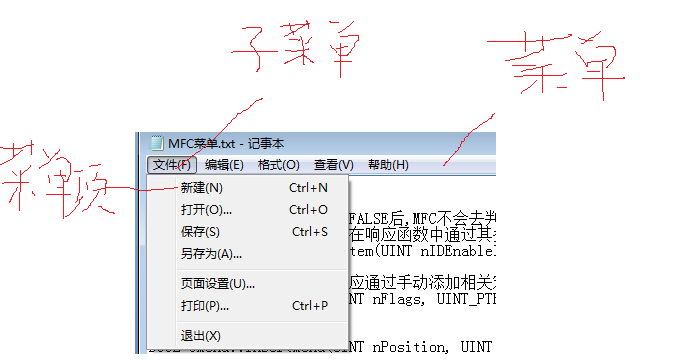 子菜单
菜单
菜单项
MFC菜单.txt - 记事本
文件(F) 编辑(E) 格式(O) 查看(V) 帮助(H)
新建(N) Ctrl+N
打开(O)... Ctrl+O
FALSE后,MFC不会去判
保存(S) Ctrl+S
在响应函数中通过其
另存为(A)...
tem(UINT nIDEnable
页面设置(U)...
应通过手动添加相关
打印(P)... Ctrl+P
NT nFlags, UINT_PT
退出(X)
nPosition, UINT